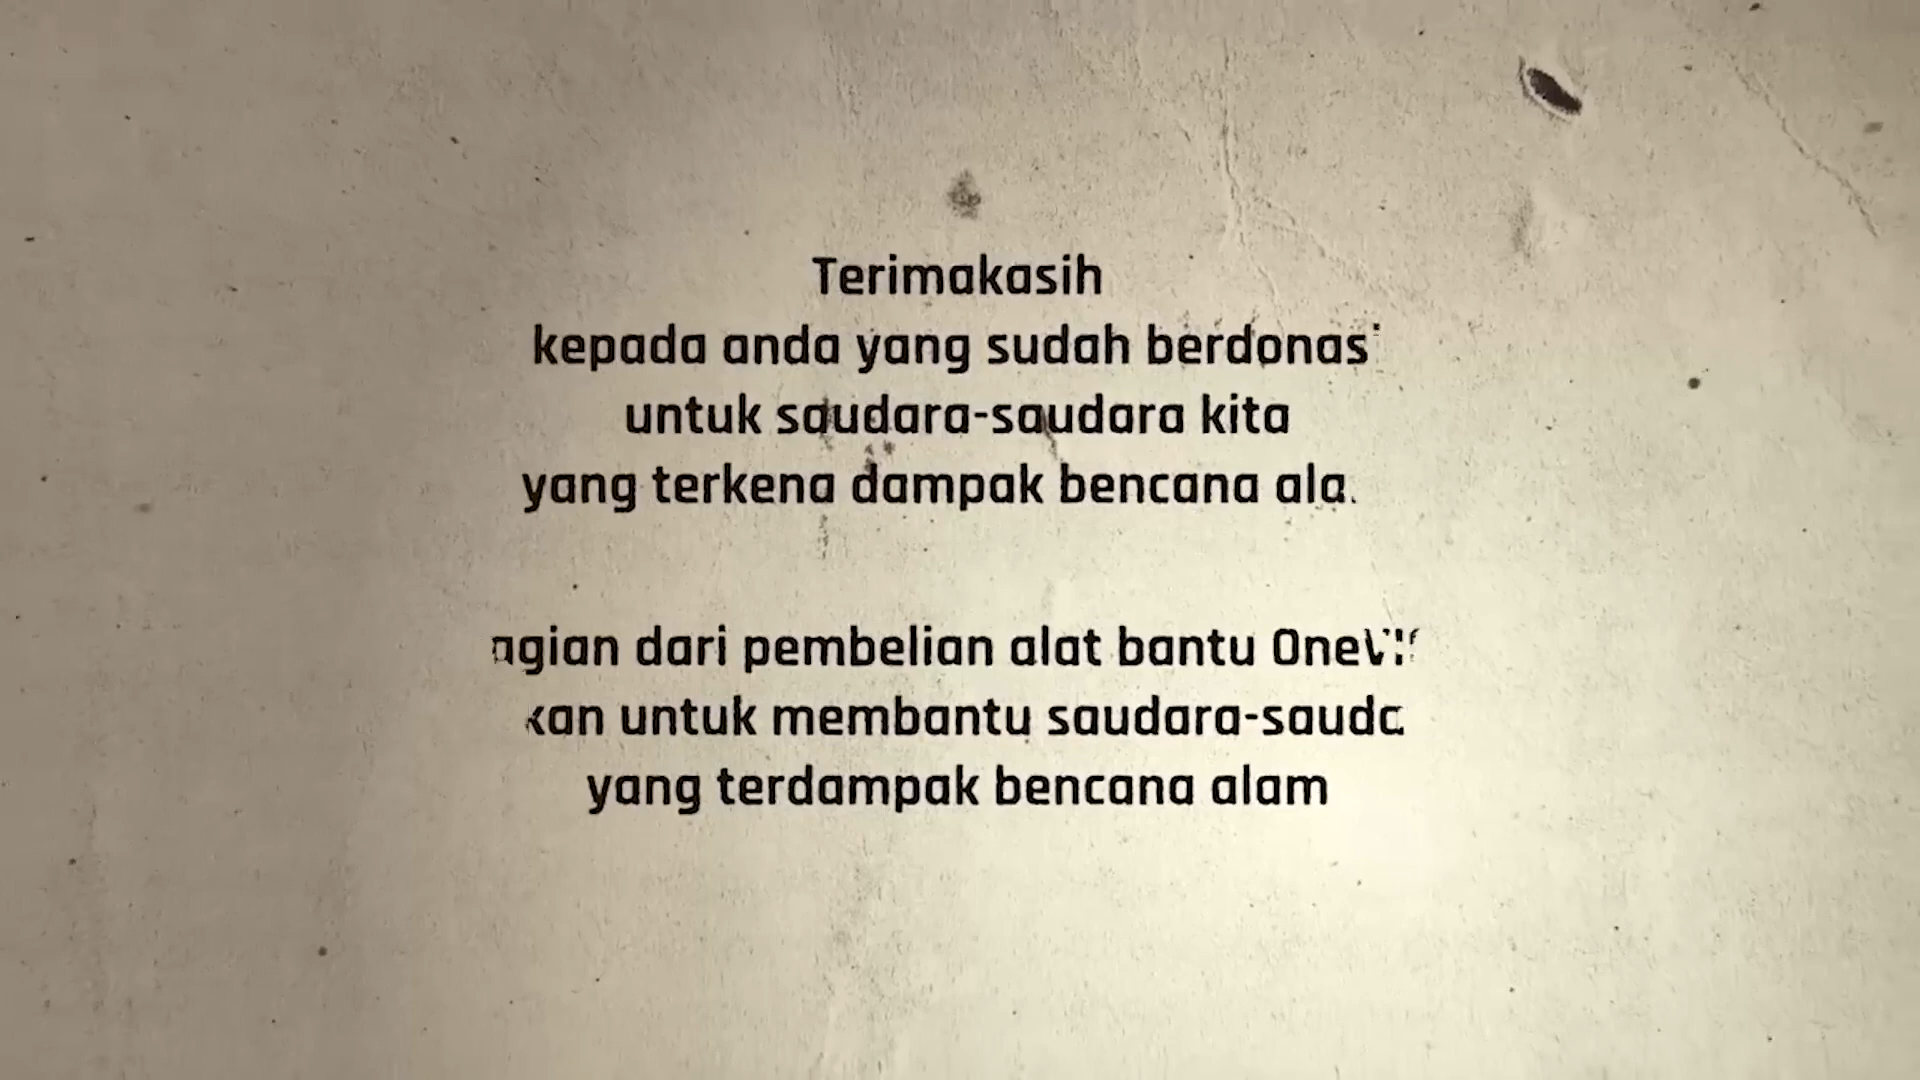 Terimakasih
kepada anda yang sudah
untuk saudara-saudara kita
yang terkena dampak bencana
dari pembelian alat bantu
untuk membantu
yang terdampak bencana alam